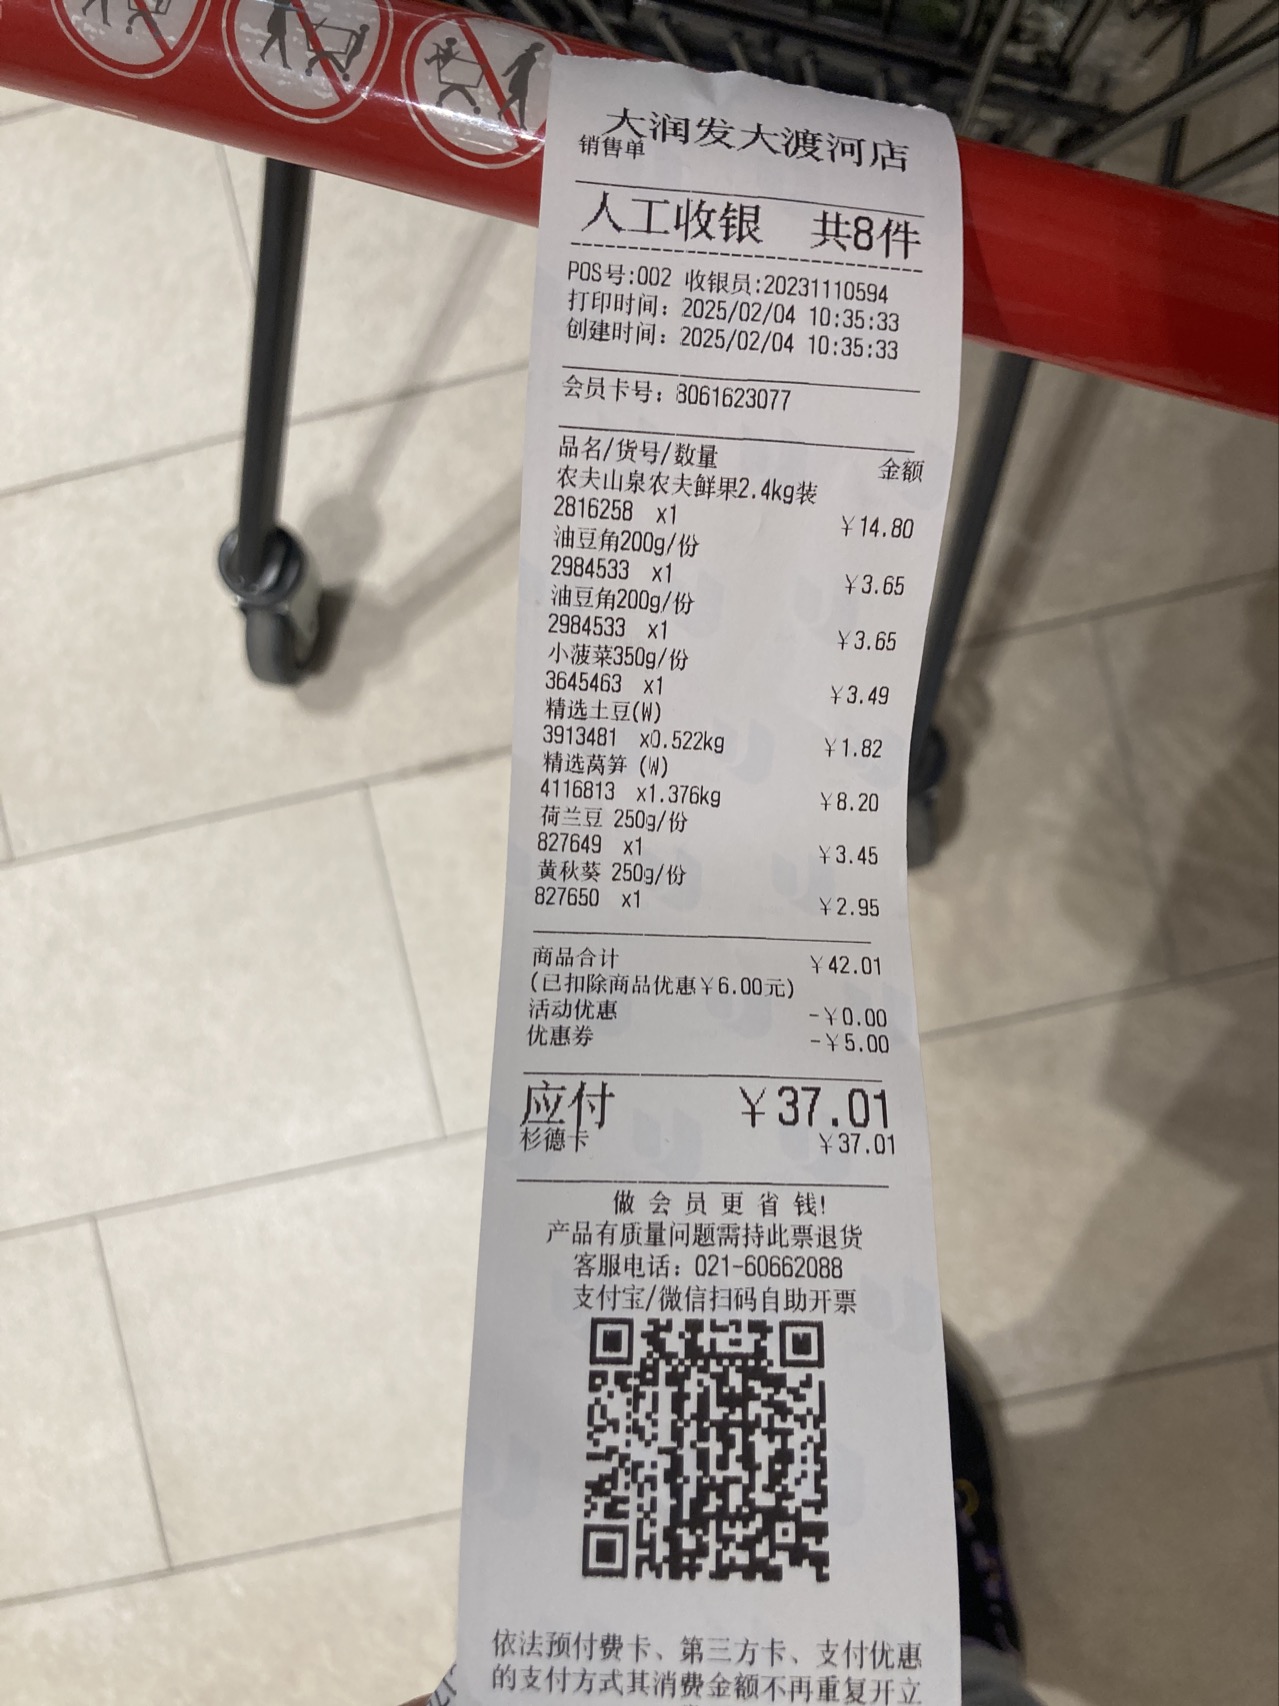 大润发大渡河店
销售单
人工收银 共8件
POS号:002 收银员:20231110594
打印时间: 2025/02/04 10:35:33
创建时间: 2025/02/04 10:35:33
会员卡号: 8061623077
品名/货号/数量 金额
农夫山泉农夫鲜果2.4kg装
2816258 x1 ¥14.80
油豆角200g/份
2984533 x1 ¥3.65
油豆角200g/份
2984533 x1 ¥3.65
小菠菜350g/份
3645463 x1 ¥3.49
精选土豆(W)
3913481 x0.522kg ¥1.82
精选莴笋 (W)
4116813 x1.376kg ¥8.20
荷兰豆 250g/份
827649 x1 ¥3.45
黄秋葵 250g/份
827650 x1 ¥2.95
商品合计 ¥42.01
(已扣除商品优惠¥6.00元)
活动优惠 -¥0.00
优惠券 -¥5.00
应付 ¥37.01
杉德卡 ¥37.01
做会员更省钱!
产品有质量问题需持此票退货
客服电话: 021-60662088
支付宝/微信扫码自助开票
依法预付费卡、第三方卡、支付优惠
的支付方式其消费金额不再重复开立